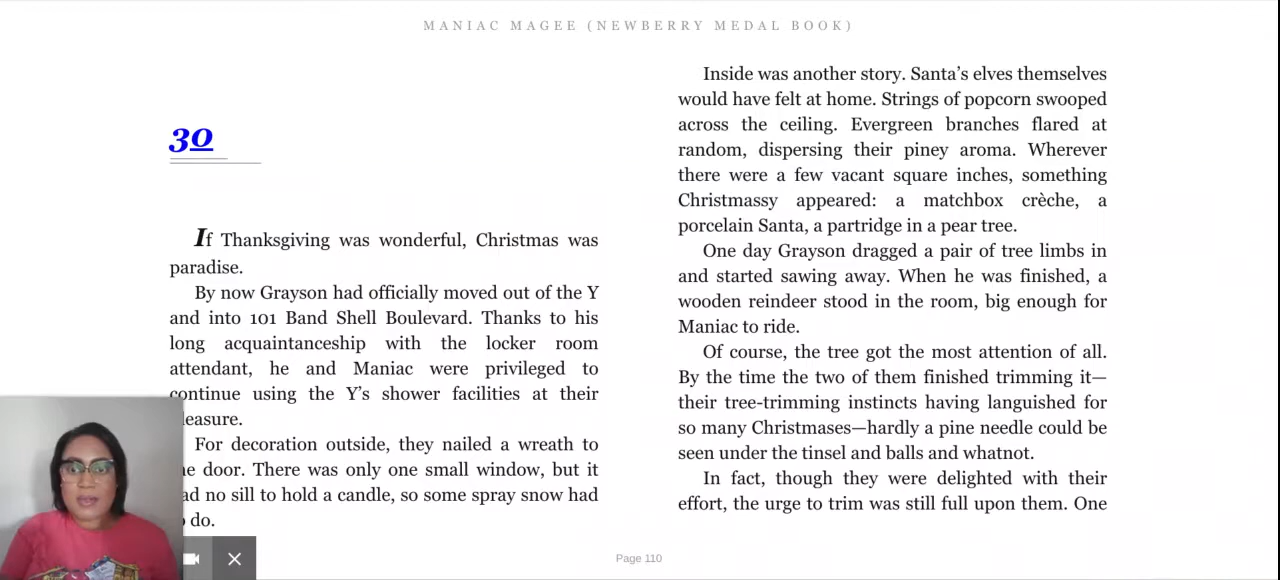 MANIAC MAGEE (NEWBERRY MEDAL BOOK)
30
If Thanksgiving was wonderful, Christmas was
paradise.
By now Grayson had officially moved out of the Y
and into 101 Band Shell Boulevard. Thanks to his
long acquaintanceship with the locker room
attendant, he and Maniac were privileged to
continue using the Y’s shower facilities at their
leasure.
For decoration outside, they nailed a wreath to
e door. There was only one small window, but it
ad no sill to hold a candle, so some spray snow had
do.
Inside was another story. Santa’s elves themselves
would have felt at home. Strings of popcorn swooped
across the ceiling. Evergreen branches flared at
random, dispersing their piney aroma. Wherever
there were a few vacant square inches, something
Christmassy appeared: a matchbox crèche, a
porcelain Santa, a partridge in a pear tree.
One day Grayson dragged a pair of tree limbs in
and started sawing away. When he was finished, a
wooden reindeer stood in the room, big enough for
Maniac to ride.
Of course, the tree got the most attention of all.
By the time the two of them finished trimming it—
their tree-trimming instincts having languished for
so many Christmases—hardly a pine needle could be
seen under the tinsel and balls and whatnot.
In fact, though they were delighted with their
effort, the urge to trim was still full upon them. One
Page 110